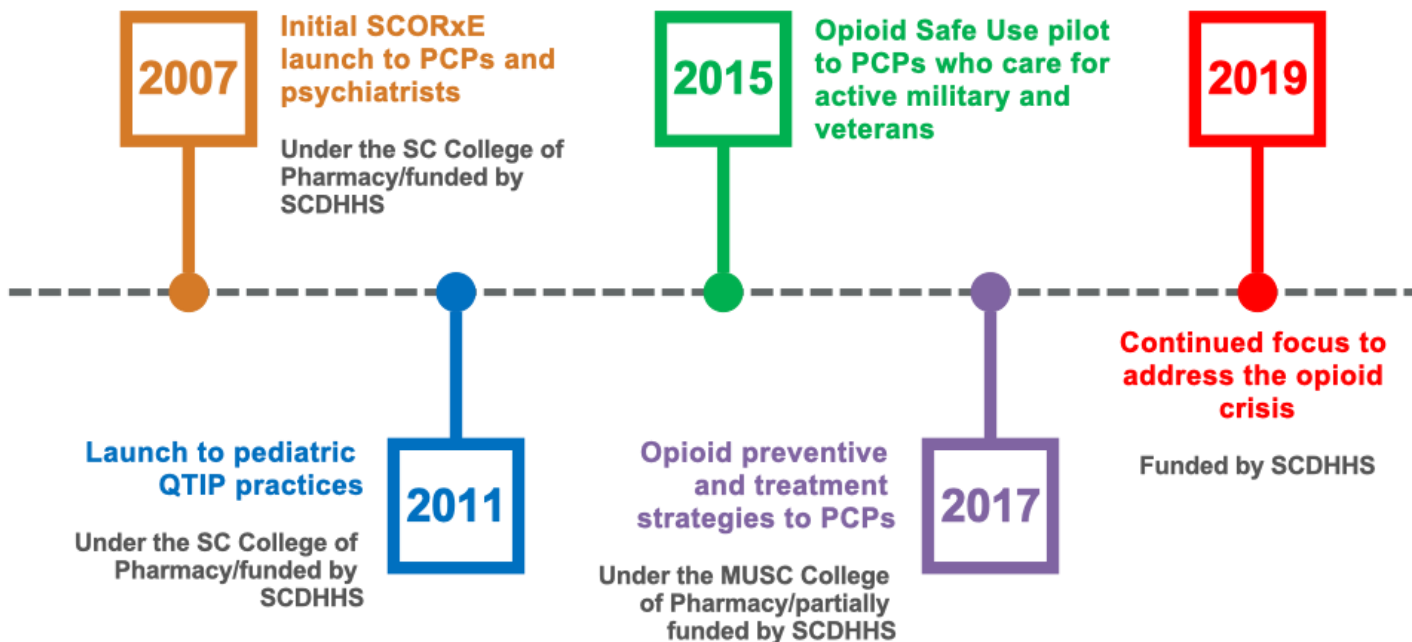 2007
Initial SCORxE
launch to PCPs and
psychiatrists
Under the SC College of
Pharmacy/funded by
SCDHHS
2015
Opioid Safe Use pilot
to PCPs who care for
active military and
veterans
2019
Continued focus to
address the opioid
crisis
Funded by SCDHHS
Launch to pediatric
QTIP practices
Under the SC College of
Pharmacy/funded by
SCDHHS
2011
Opioid preventive
and treatment
strategies to PCPs
Under the MUSC College
of Pharmacy/partially
funded by SCDHHS
2017